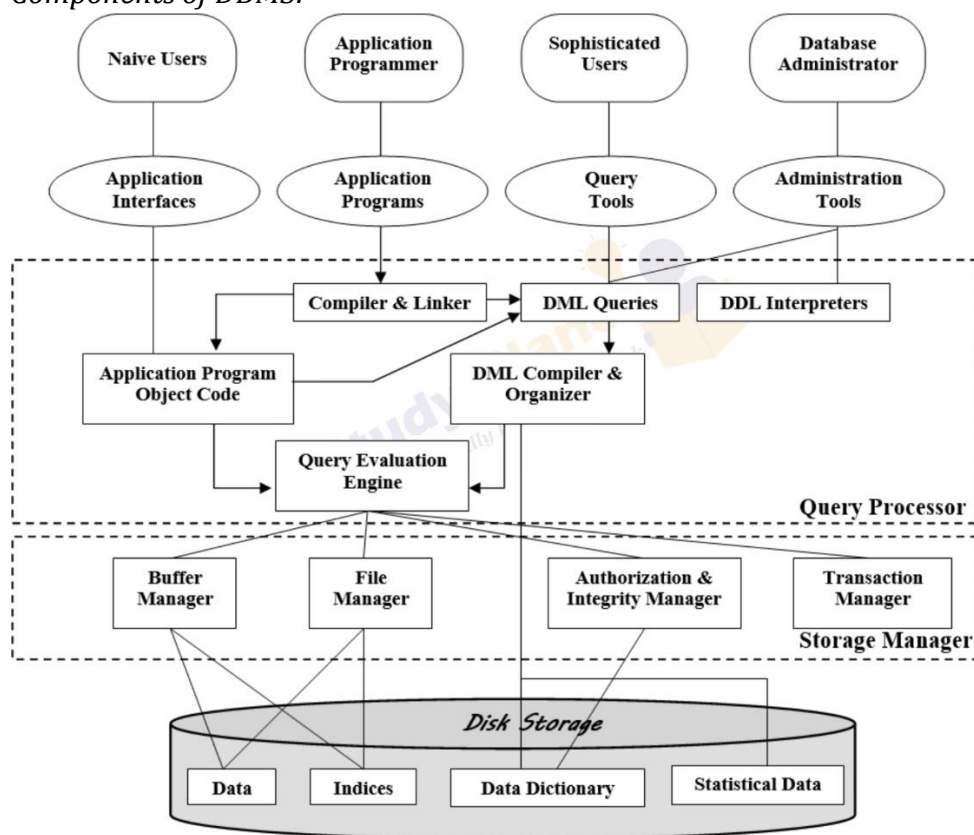 Components of DBMS:
Naive Users
Application
Programmer
Sophisticated
Users
Database
Administrator
Application
Interfaces
Application
Programs
Query
Tools
Administration
Tools
Compiler & Linker
DML Queries
DDL Interpreters
Application Program
Object Code
DML Compiler &
Organizer
Query Evaluation
Engine
Query Processor
Buffer
Manager
File
Manager
Authorization &
Integrity Manager
Transaction
Manager
Storage Manager
Disk Storage
Data
Indices
Data Dictionary
Statistical Data